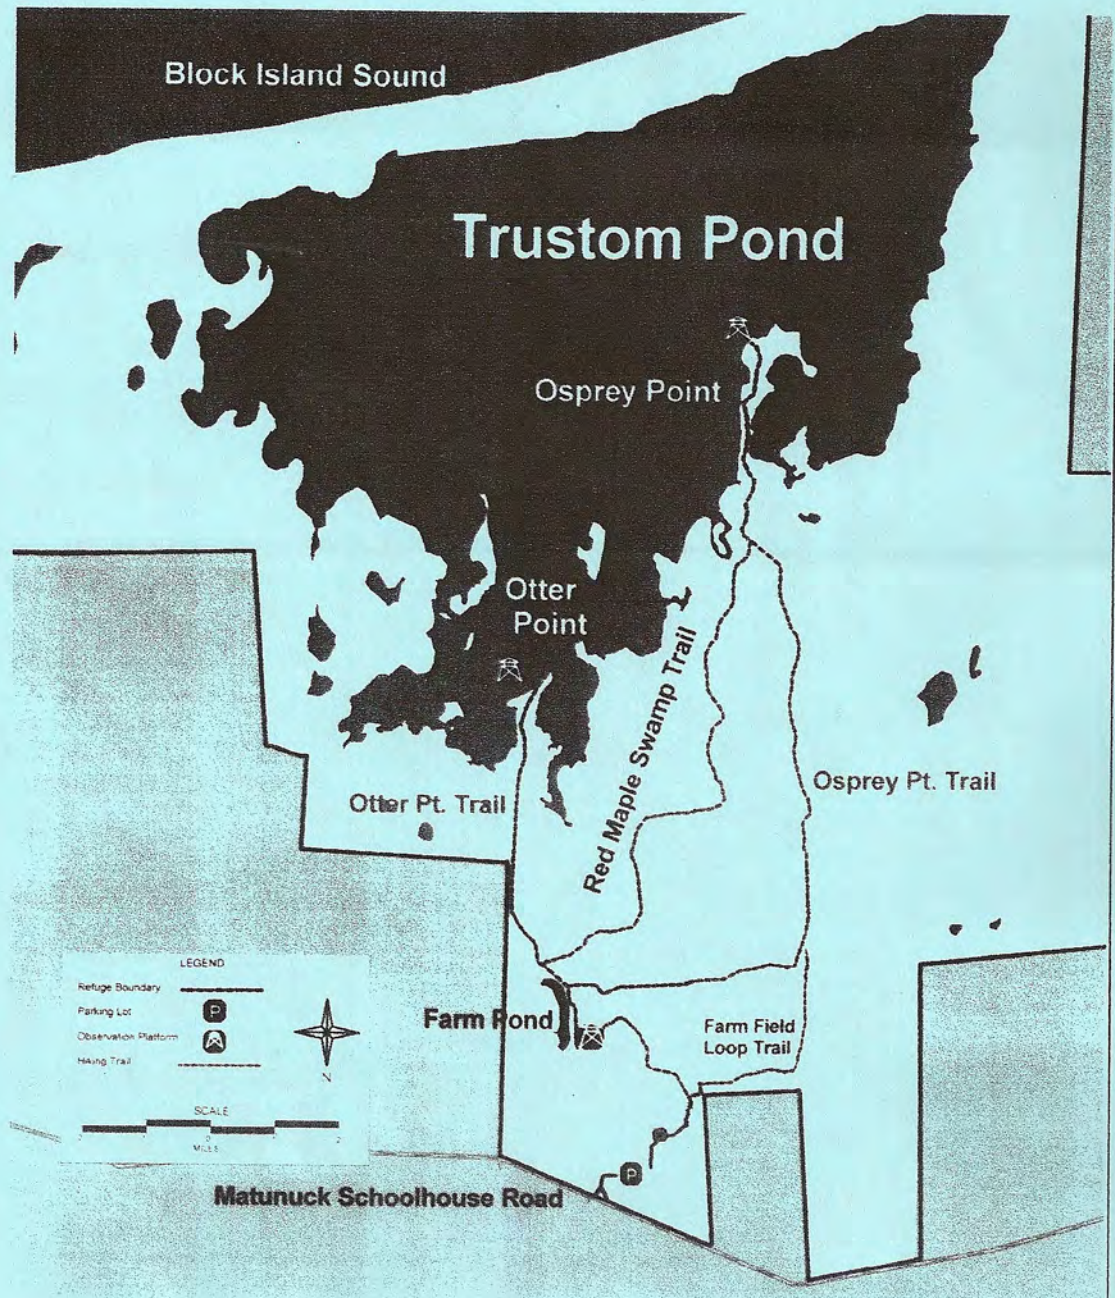 Block Island Sound
Trustom Pond
Osprey Point
Otter
Point
Red Maple Swamp Trail
Otter Pt. Trail
Osprey Pt. Trail
LEGEND
Refuge Boundary
Parking Lot
P
Observation Platform
Hiking Trail
N
SCALE
MILES
Farm Pond
Farm Field
Loop Trail
P
Matunuck Schoolhouse Road